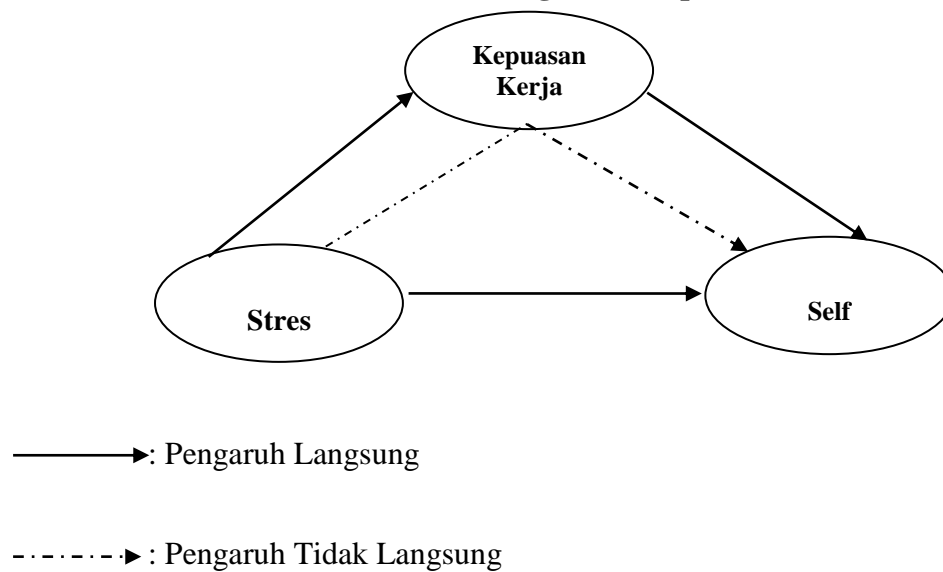 Kepuasan
Kerja
Stres
Self
: Pengaruh Langsung
: Pengaruh Tidak Langsung